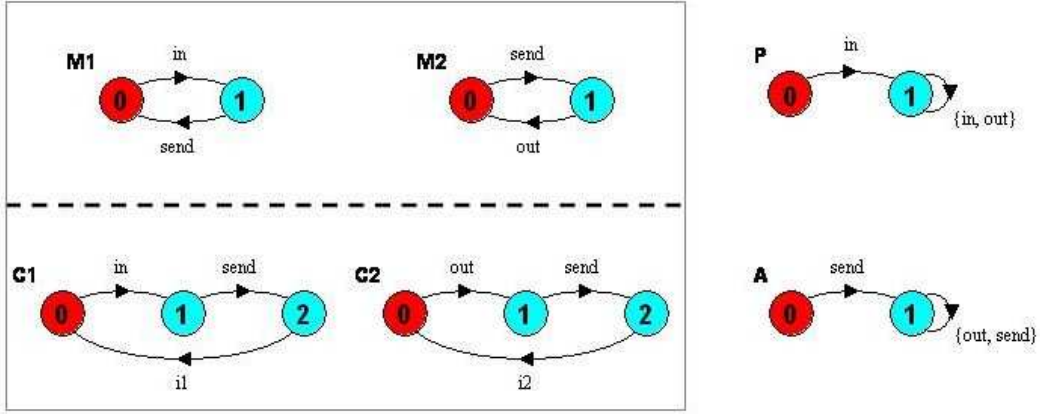 M1
in
0
1
send
M2
send
0
1
out
P
in
0
1
{in, out}
C1
in
send
0
1
2
i1
C2
out
send
0
1
2
i2
A
send
0
1
{out, send}